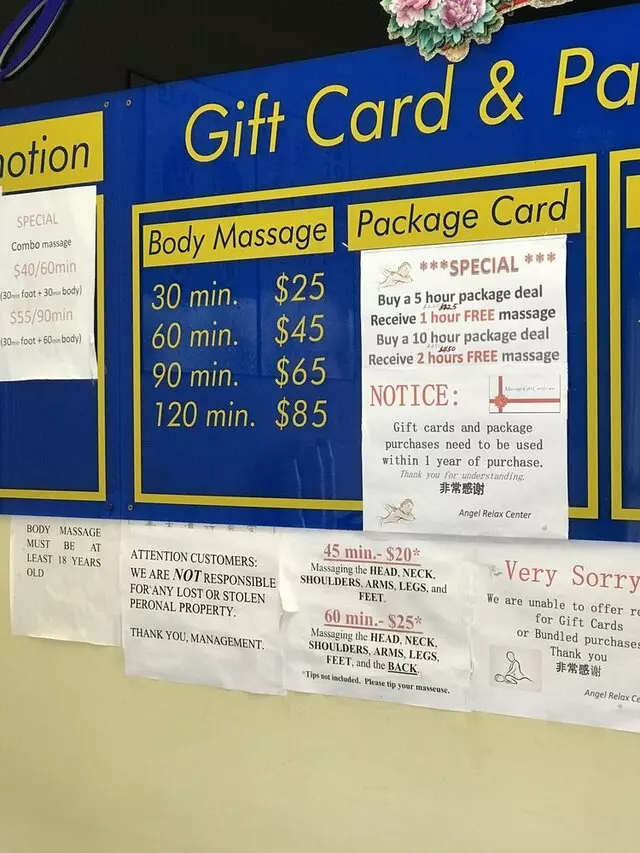 Gift Card & Pa
otion
SPECIAL
Combo massage
$40/60min
(30min foot + 30min body)
$55/90min
(30min foot + 60min body)
Body Massage
30 min. $25
60 min. $45
90 min. $65
120 min. $85
Package Card
***SPECIAL ***
Buy a 5 hour package deal
Receive 1 hour FREE massage
Buy a 10 hour package deal
Receive 2 hours FREE massage
NOTICE:
Gift cards and package
purchases need to be used
within 1 year of purchase.
Thank you for understanding.
非常感谢
Angel Relax Center
BODY MASSAGE
MUST BE AT
LEAST 18 YEARS
OLD
ATTENTION CUSTOMERS:
WE ARE NOT RESPONSIBLE
FOR ANY LOST OR STOLEN
PERONAL PROPERTY.
THANK YOU, MANAGEMENT.
45 min.- $20*
Massaging the HEAD, NECK,
SHOULDERS, ARMS, LEGS, and
FEET.
60 min.- $25*
Massaging the HEAD, NECK,
SHOULDERS, ARMS, LEGS,
FEET, and the BACK.
*Tips not included. Please tip your masseuse.
Very Sorry
We are unable to offer re
for Gift Cards
or Bundled purchases
Thank you
非常感谢
Angel Relax Ce